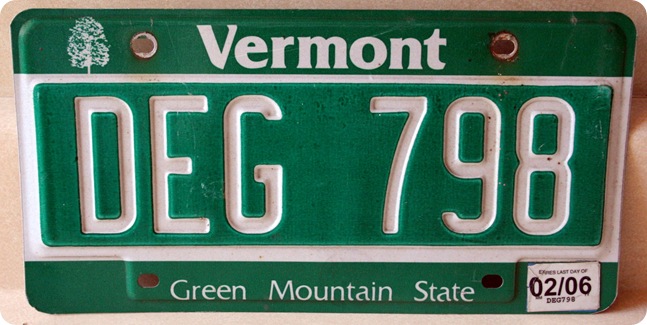 Vermont
DEG 798
Green Mountain State
EXPIRES LAST DAY OF
02/06
DEG798